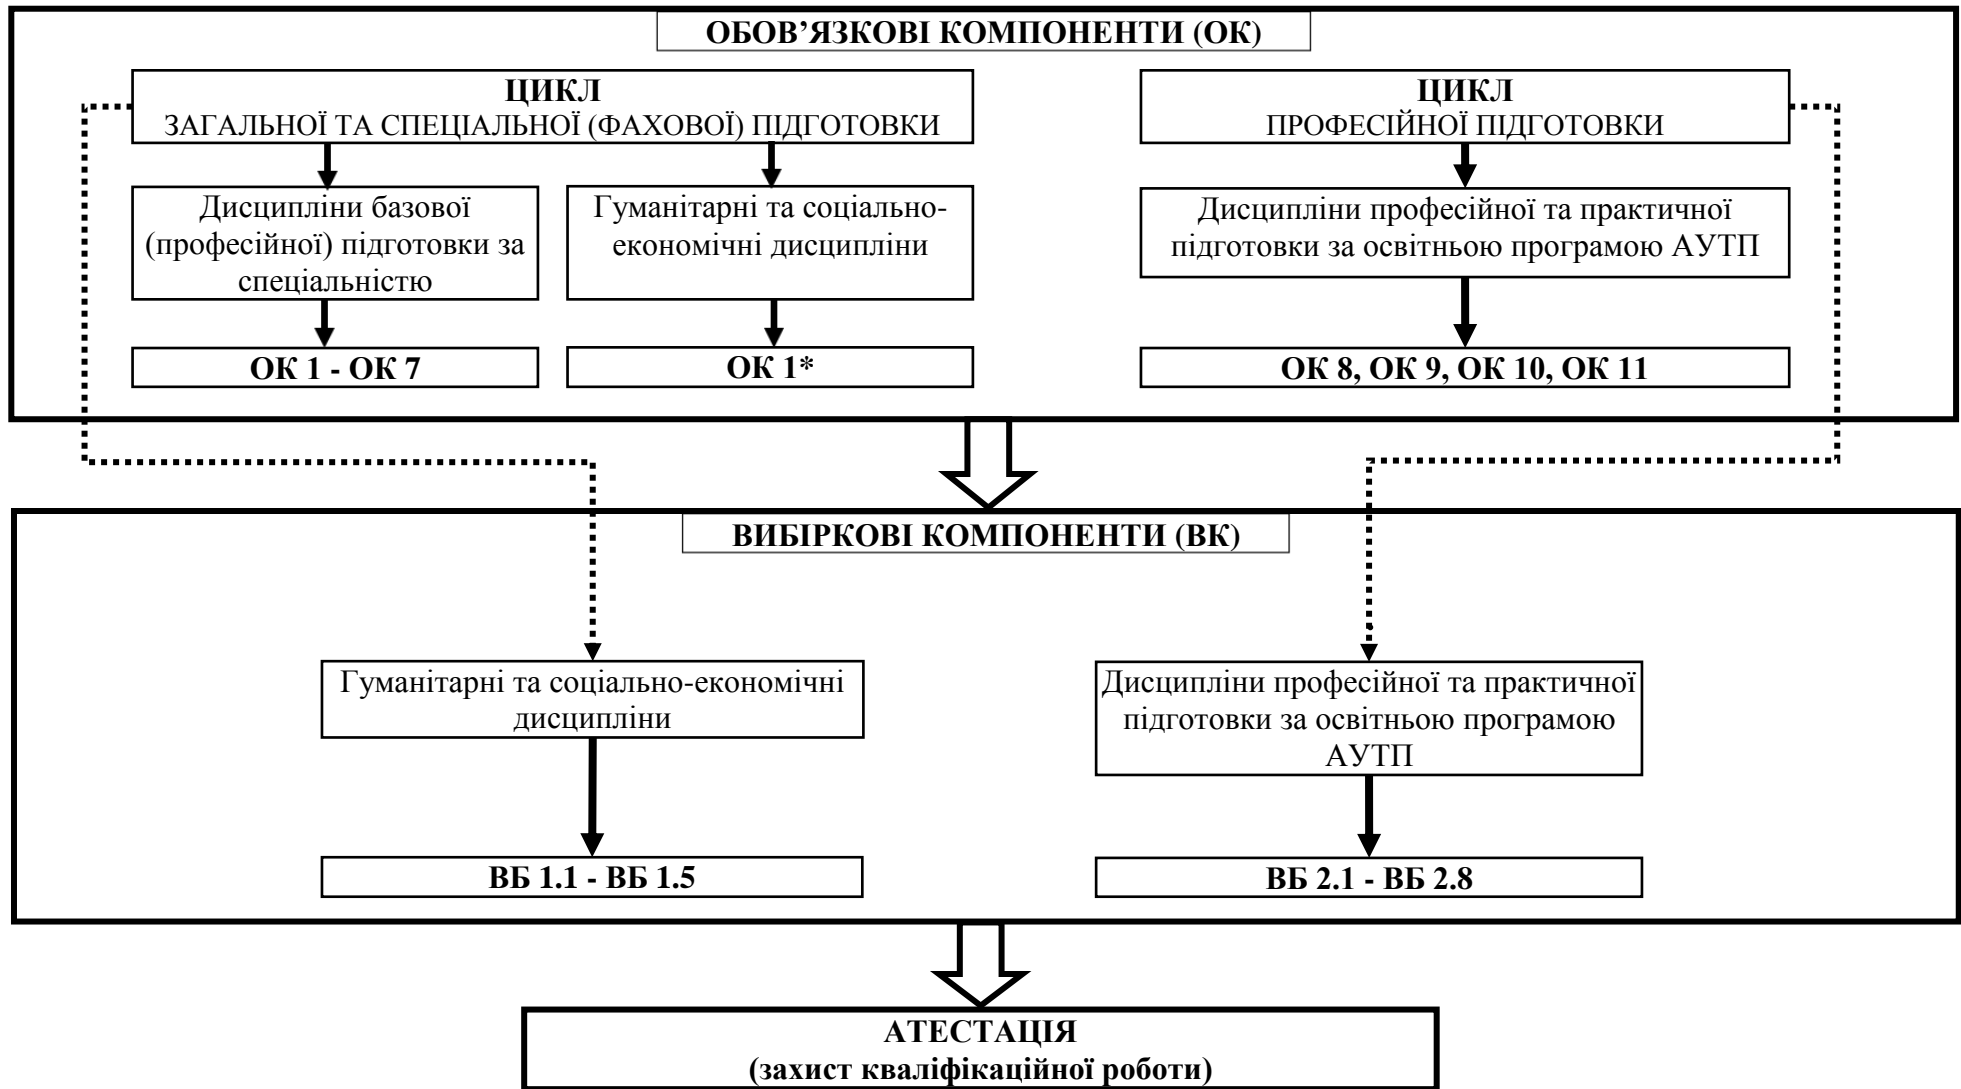 ОБОВ’ЯЗКОВІ КОМПОНЕНТИ (ОК)
ЦИКЛ
ЗАГАЛЬНОЇ ТА СПЕЦІАЛЬНОЇ (ФАХОВОЇ) ПІДГОТОВКИ
ЦИКЛ
ПРОФЕСІЙНОЇ ПІДГОТОВКИ
Дисципліни базової
(професійної) підготовки за
спеціальністю
Гуманітарні та соціально-
економічні дисципліни
Дисципліни професійної та практичної
підготовки за освітньою програмою АУТП
ОК 1 - ОК 7
ОК 1*
ОК 8, ОК 9, ОК 10, ОК 11
ВИБІРКОВІ КОМПОНЕНТИ (ВК)
Гуманітарні та соціально-економічні
дисципліни
Дисципліни професійної та практичної
підготовки за освітньою програмою
АУТП
ВБ 1.1 - ВБ 1.5
ВБ 2.1 - ВБ 2.8
АТЕСТАЦІЯ
(захист кваліфікаційної роботи)